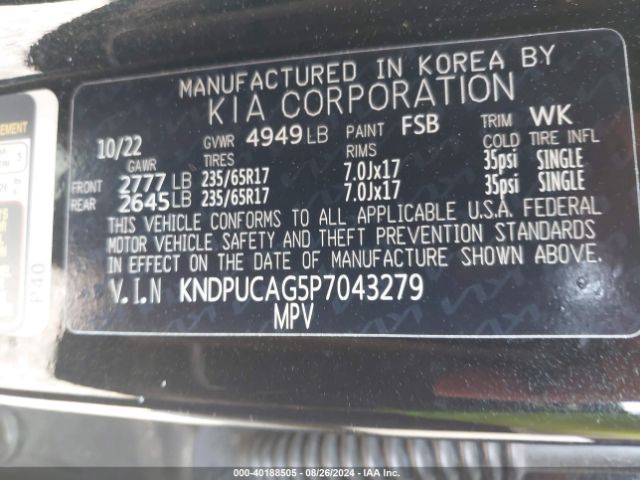 MANUFACTURED IN KOREA BY
KIA CORPORATION
10/22 GVWR 4949 LB PAINT FSB TRIM WK
GAWR TIRES RIMS COLD TIRE INFL
FRONT 2777 LB 235/65R17 7.0Jx17 35psi SINGLE
REAR 2645 LB 235/65R17 7.0Jx17 35psi SINGLE
THIS VEHICLE CONFORMS TO ALL APPLICABLE U.S.A. FEDERAL
MOTOR VEHICLE SAFETY AND THEFT PREVENTION STANDARDS
IN EFFECT ON THE DATE OF MANUFACTURE SHOWN ABOVE.
V.I.N KNDPUCAG5P7043279
MPV
P40
000-40188505 - 08/26/2024 - IAA Inc.